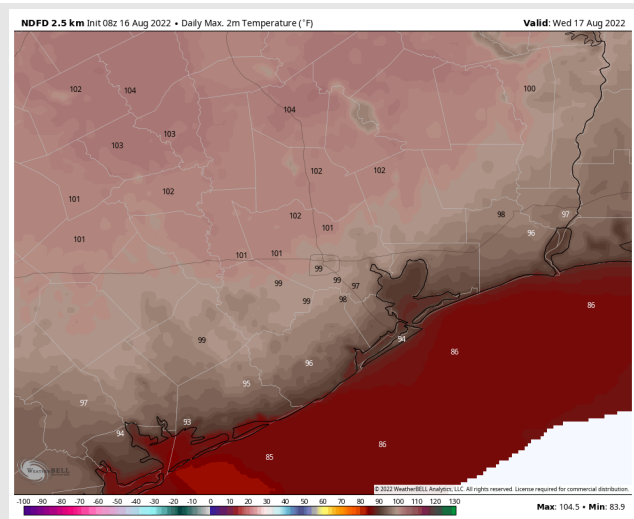 NDFD 2.5 km Init 08z 16 Aug 2022 • Daily Max. 2m Temperature (°F) Valid: Wed 17 Aug 2022
102 104 100
104
103
103
102 102
102
101
102 98 97
101
96
101
101 101
99
99 99 97
99 98
86
94
99
86
96
95
97
93
94
86
85
WeatherBELL
© 2022 WeatherBELL Analytics, LLC. All rights reserved. License required for commercial distribution.
-100 -90 -80 -70 -60 -50 -40 -30 -20 -10 0 10 20 30 40 50 60 70 80 90 100 110 120 130
Max: 104.5 • Min: 83.9